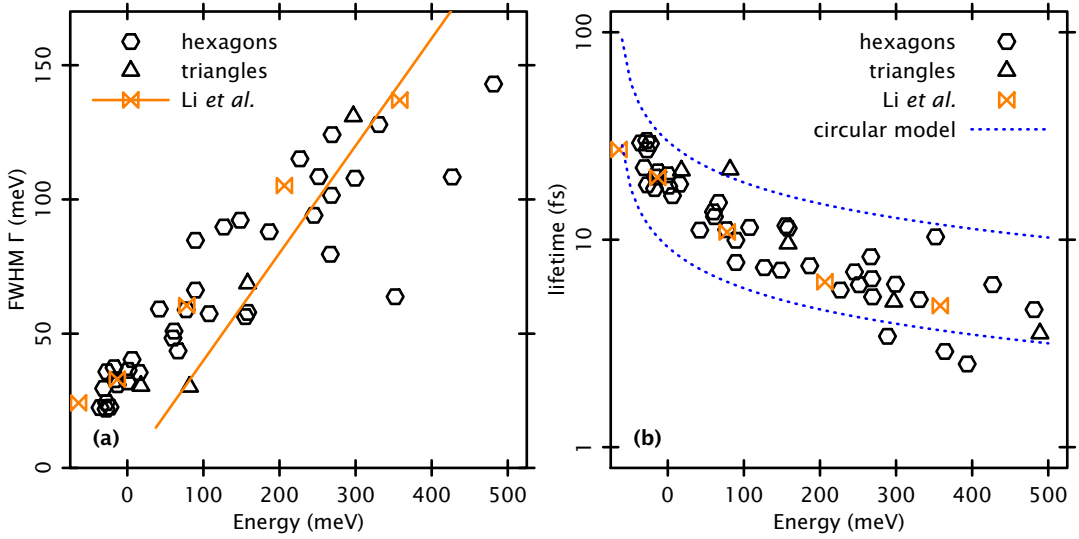 150
100
50
0
FWHM Γ (meV)
hexagons
triangles
Li et al.
(a)
0 100 200 300 400 500
Energy (meV)
100
10
1
lifetime (fs)
hexagons
triangles
Li et al.
circular model
(b)
0 100 200 300 400 500
Energy (meV)